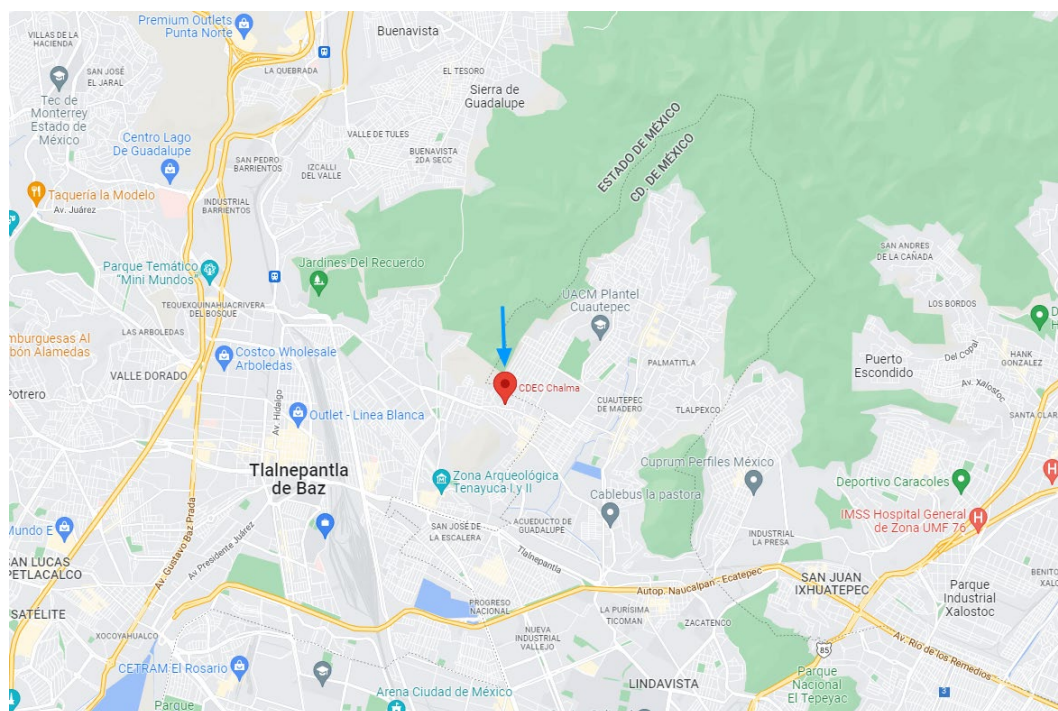 Premium Outlets
Punta Norte
Buenavista
VILLAS DE LA
HACIENDA
SAN JOSÉ
EL JARAL
LA QUEBRADA
EL TESORO
Sierra de
Guadalupe
Tec de
Monterrey
Estado de
México
Centro Lago
De Guadalupe
VALLE DE TULES
BUENAVISTA
2DA SECC
SAN PEDRO
BARRIENTOS
IZCALLI
DEL VALLE
ESTADO DE MÉXICO
CD. DE MÉXICO
Taquería la Modelo
Av. Juárez
INDUSTRIAL
BARRIENTOS
SAN ANDRES
DE LA CAÑADA
Parque Temático
"Mini Mundos"
Jardines Del Recuerdo
TEQUEXQUINAHUAC
RIVERA
DEL BOSQUE
UACM Plantel
Cuautepec
LOS BORDOS
D
H
LAS ARBOLEDAS
mburguesas Al
bón Alamedas
Costco Wholesale
Arboledas
VALLE DORADO
PALMATITLA
Puerto
Escondido
Del Copal
HANK
GONZALEZ
Av. Xalostoc
Potrero
CDEC Chalma
CUAUTEPEC
DE MADERO
TLALPEXCO
SANTA CLAR
Av. Hidalgo
Outlet - Linea Blanca
Tlalnepantla
de Baz
Zona Arqueológica
Tenayuca I y II
Cuprum Perfiles México
Cablebus la pastora
Deportivo Caracoles
H
IMSS Hospital General
de Zona UMF 76
H
Mundo E
Av. Gustavo Baz Prada
Av Presidente Juárez
SAN JOSÉ DE
LA ESCALERA
ACUEDUCTO DE
GUADALUPE
INDUSTRIAL
LA PRESA
AN LUCAS
PETLACALCO
Tlalnepantla
Autop. Naucalpan - Ecatepec
SAN JUAN
IXHUATEPEC
BENITO
XALO
Parque
Industrial
Xalostoc
SATÉLITE
PROGRESO
NACIONAL
LA PURÍSIMA
TICOMAN
ZACATENCO
XOCOYAHUALCO
NUEVA
INDUSTRIAL
VALLEJO
85
Av. Río de los Remedios
CETRAM El Rosario
LINDAVISTA
Parque
Nacional
El Tepeyac
3
Arena Ciudad de México
Parque